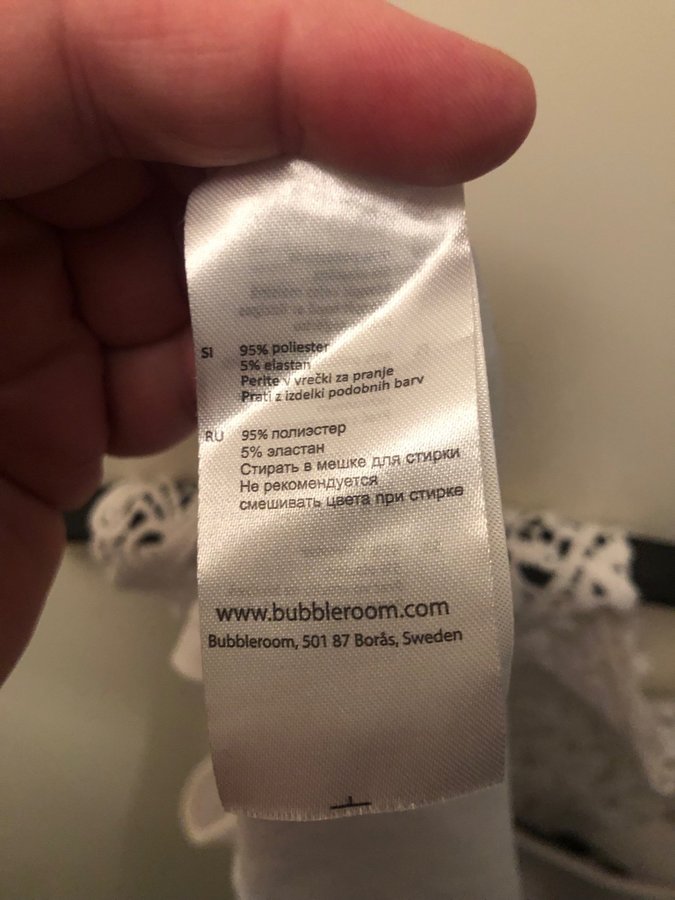 SI 95% poliester
5% elastan
Perite v vrečki za pranje
Prati z izdelki podobnih barv
RU 95% полиэстер
5% эластан
Стирать в мешке для стирки
Не рекомендуется
смешивать цвета при стирке
www.bubbleroom.com
Bubbleroom, 501 87 Borås, Sweden